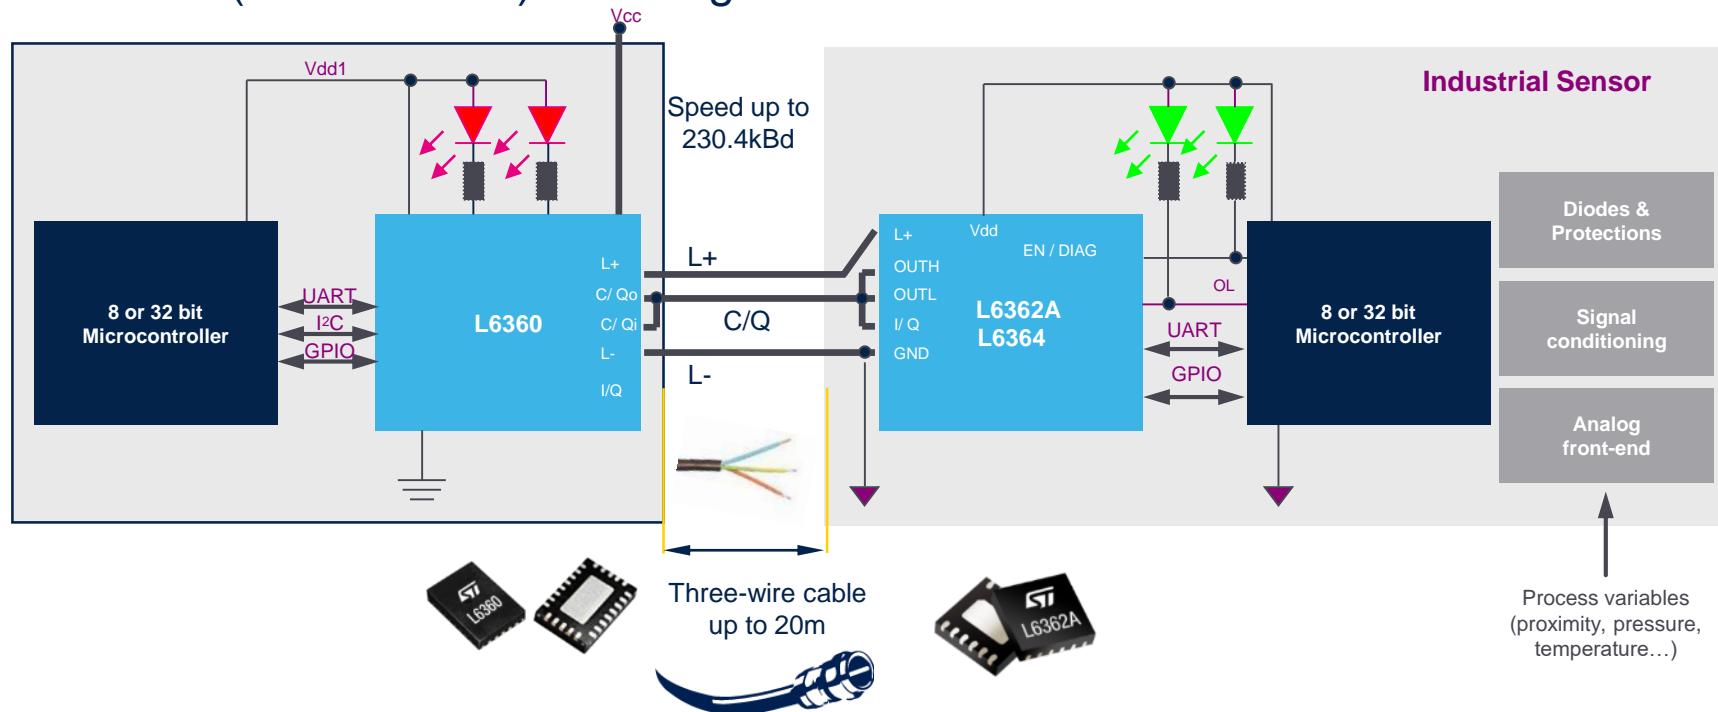 Vcc
Vdd1
Speed up to
230.4kBd
Industrial Sensor
8 or 32 bit
Microcontroller
UART
I²C
GPIO
L6360
L+
C/ Qo
C/ Qi
L-
I/Q
L+
C/Q
L-
L+
OUTH
OUTL
I/ Q
GND
Vdd
EN / DIAG
L6362A
L6364
OL
UART
GPIO
8 or 32 bit
Microcontroller
Diodes &
Protections
Signal
conditioning
Analog
front-end
Three-wire cable
up to 20m
ST
L6360
ST
L6362A
Process variables
(proximity, pressure,
temperature…)